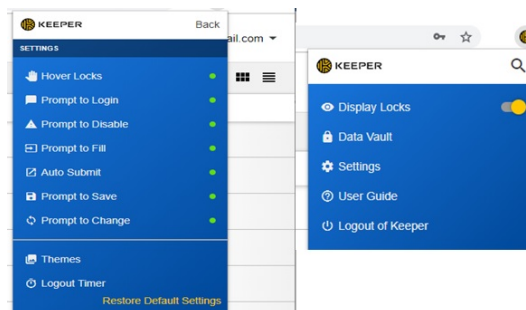 KEEPER Back
SETTINGS
Hover Locks
Prompt to Login
Prompt to Disable
Prompt to Fill
Auto Submit
Prompt to Save
Prompt to Change
Themes
Logout Timer
Restore Default Settings
ail.com
KEEPER
Display Locks
Data Vault
Settings
User Guide
Logout of Keeper